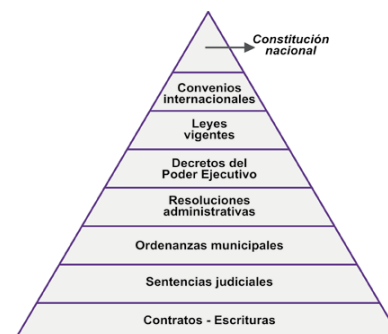 Constitución
nacional
Convenios
internacionales
Leyes
vigentes
Decretos del
Poder Ejecutivo
Resoluciones
administrativas
Ordenanzas municipales
Sentencias judiciales
Contratos - Escrituras